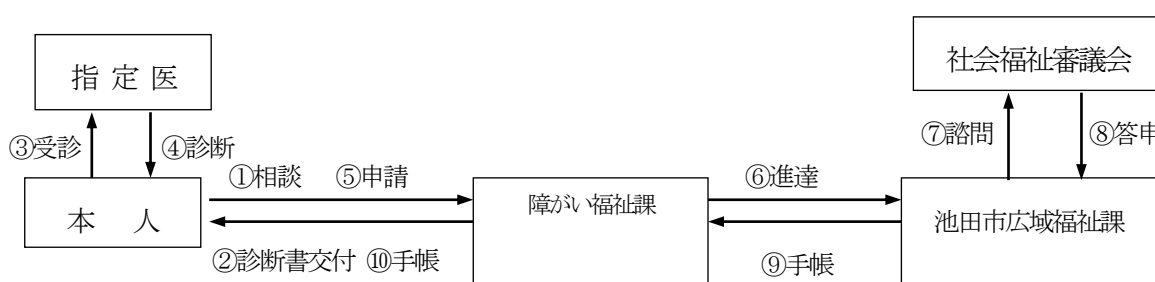 社会福祉審議会
指 定 医
③受診
④診断
⑦諮問
⑧答申
①相談 ⑤申請
⑥進達
本 人
障がい福祉課
池田市広域福祉課
②診断書交付 ⑩手帳
⑨手帳